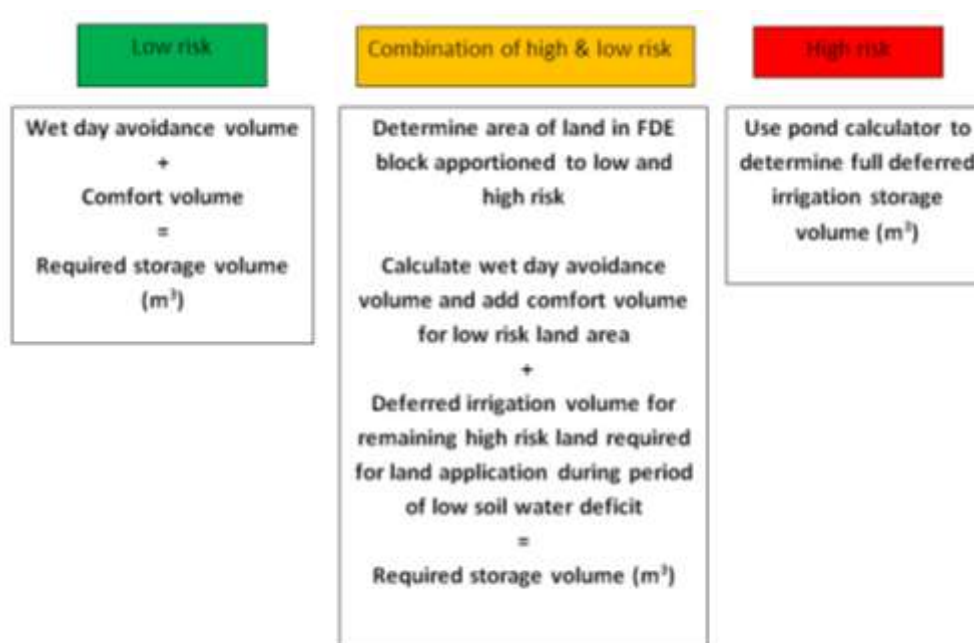 Low risk
Wet day avoidance volume
+
Comfort volume
=
Required storage volume
(m³)
Combination of high & low risk
Determine area of land in FDE
block apportioned to low and
high risk
Calculate wet day avoidance
volume and add comfort volume
for low risk land area
+
Deferred irrigation volume for
remaining high risk land required
for land application during period
of low soil water deficit
=
Required storage volume (m³)
High risk
Use pond calculator to
determine full deferred
irrigation storage
volume (m³)